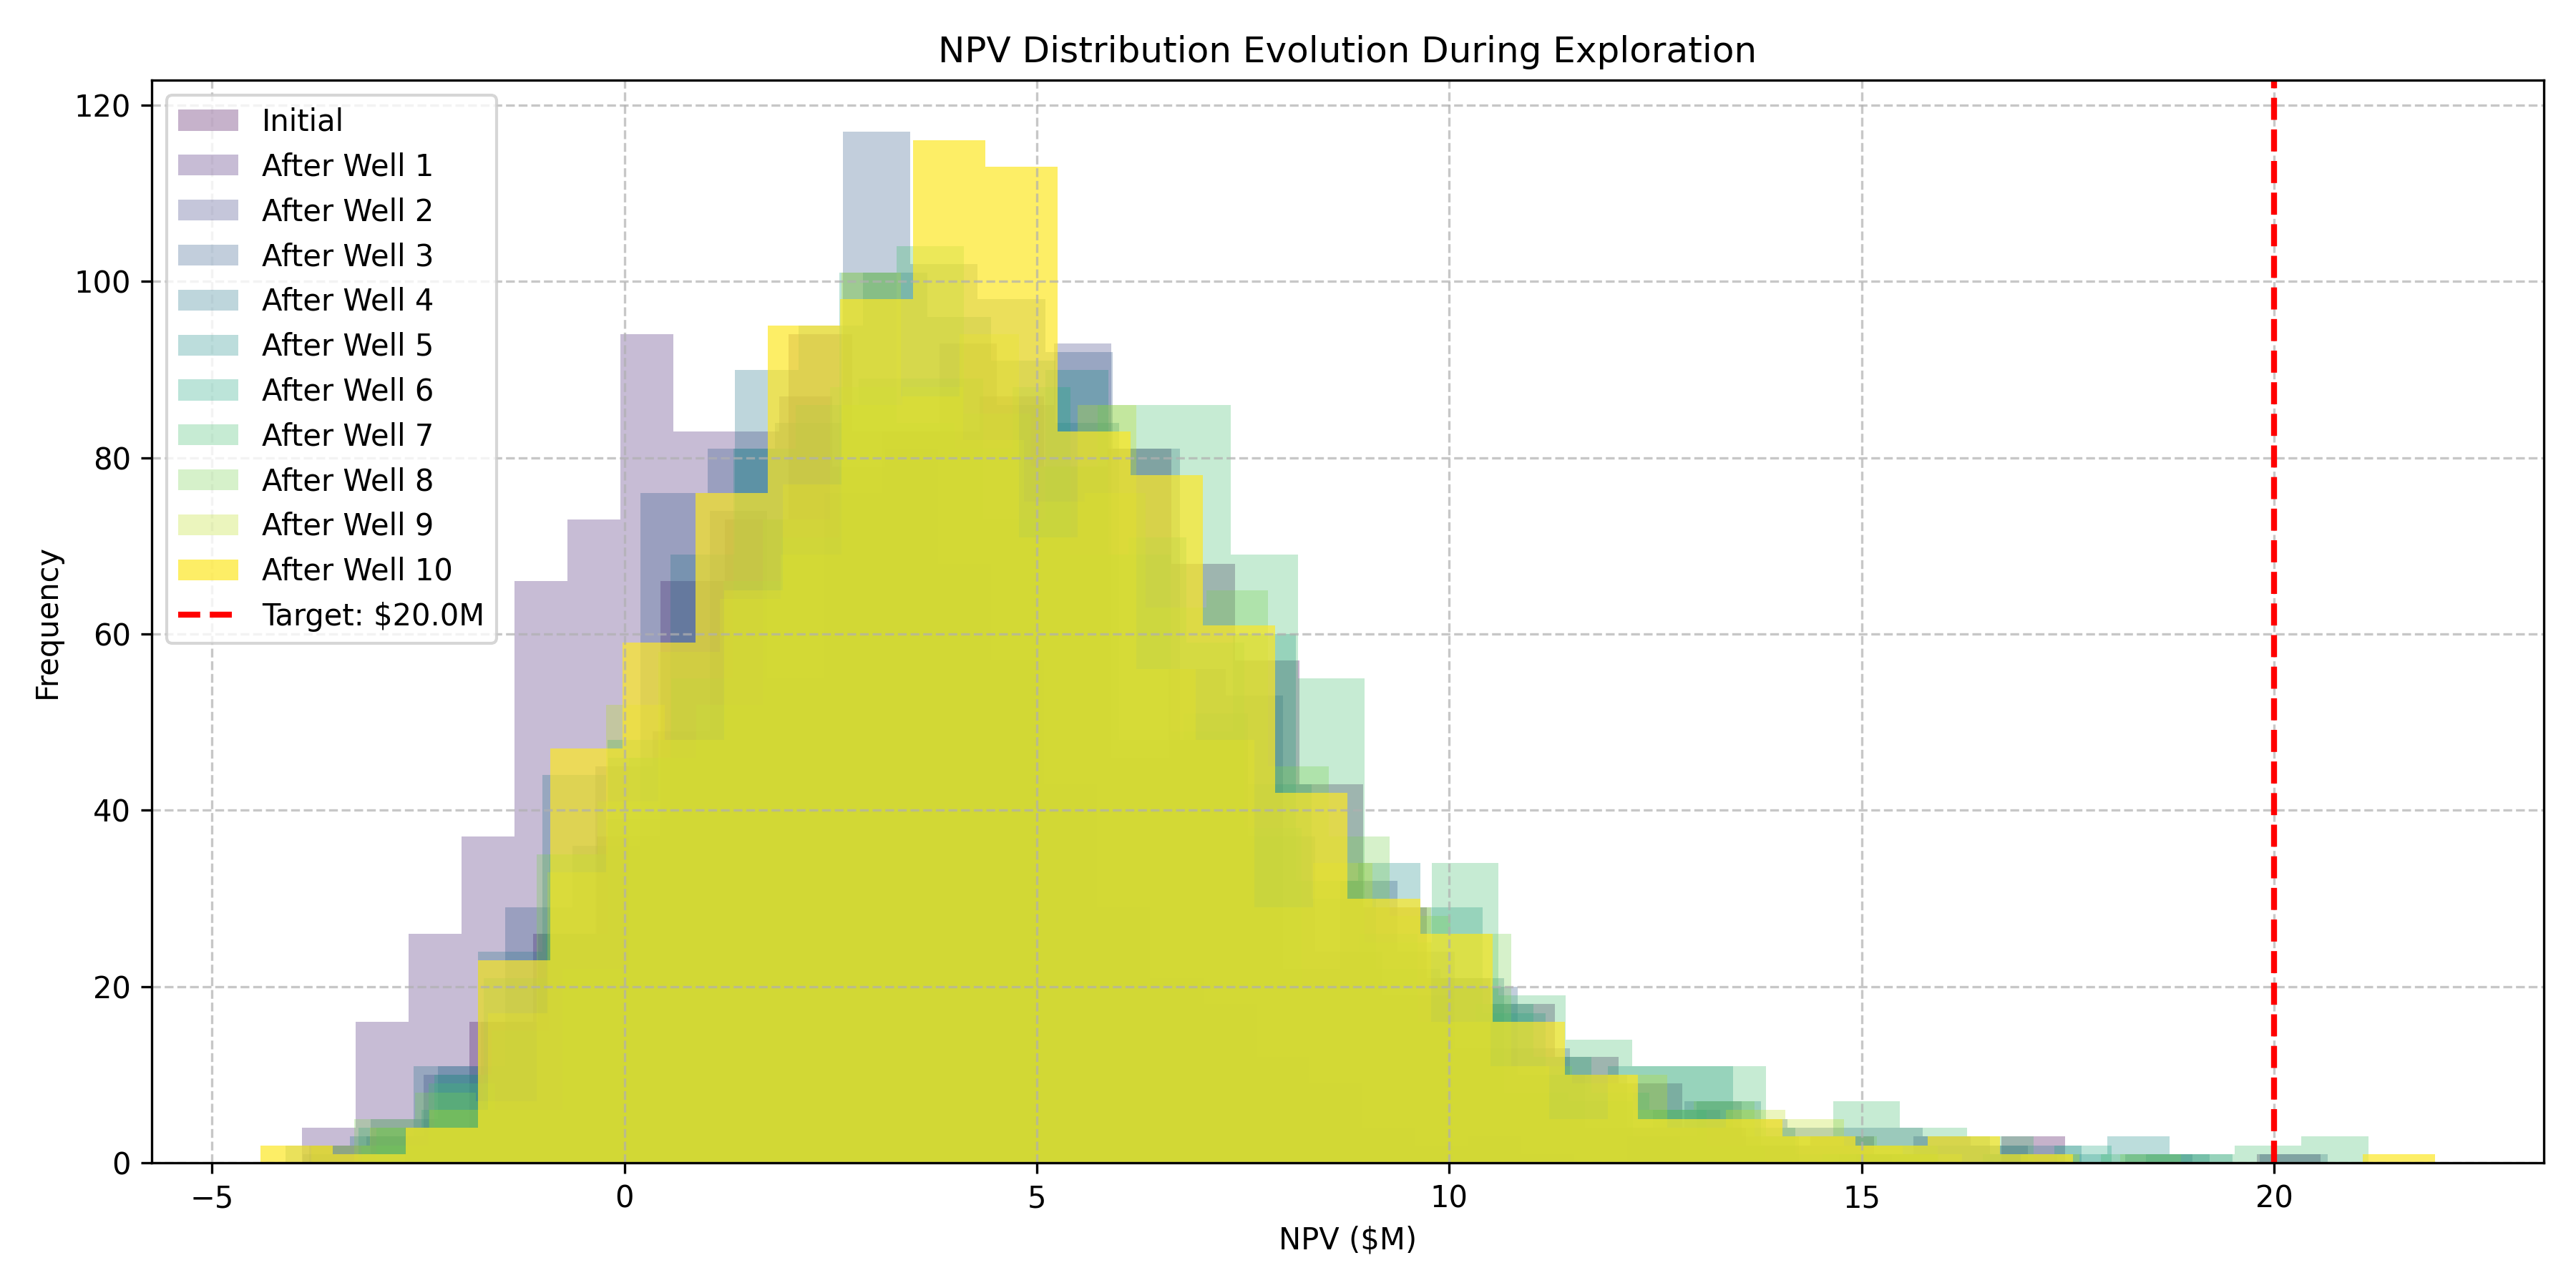 NPV Distribution Evolution During Exploration
120
100
80
60
40
20
0
Frequency
Initial
After Well 1
After Well 2
After Well 3
After Well 4
After Well 5
After Well 6
After Well 7
After Well 8
After Well 9
After Well 10
Target: $20.0M
−5 0 5 10 15 20
NPV ($M)